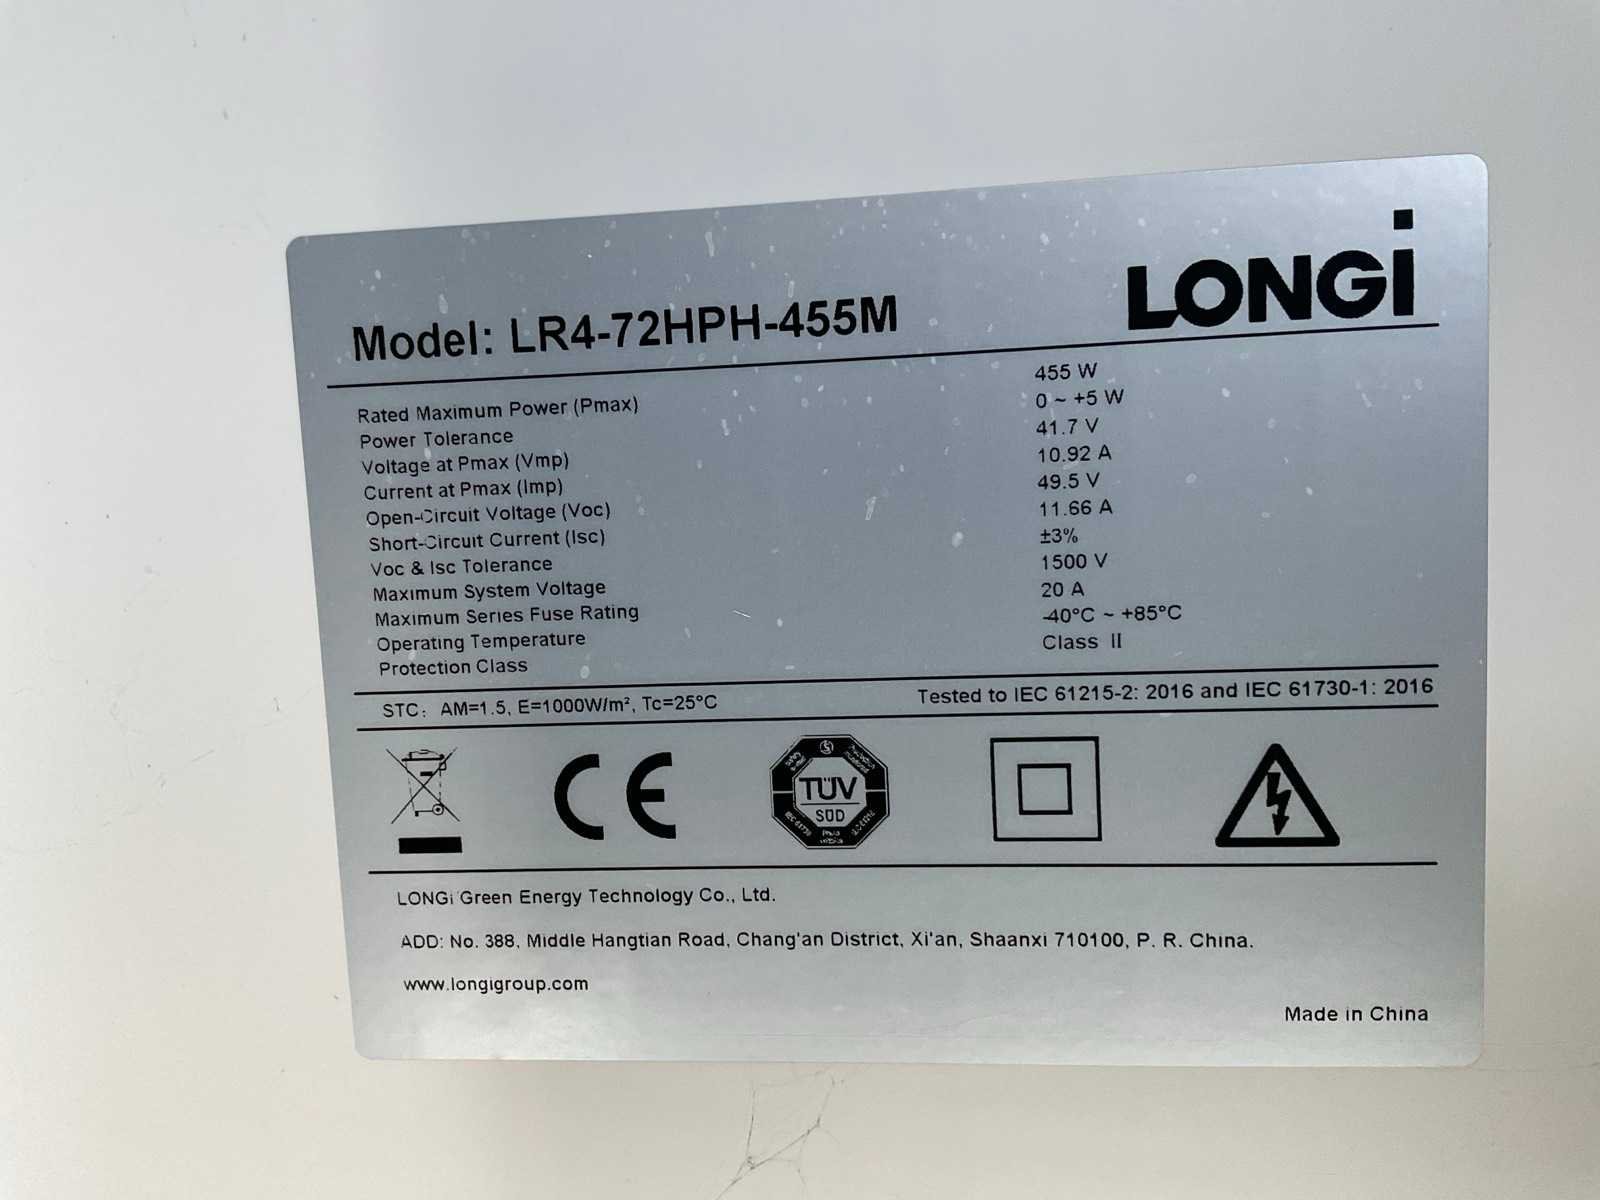 LONGi
Model: LR4-72HPH-455M
Rated Maximum Power (Pmax) 455 W
Power Tolerance 0 ~ +5 W
Voltage at Pmax (Vmp) 41.7 V
Current at Pmax (Imp) 10.92 A
Open-Circuit Voltage (Voc) 49.5 V
Short-Circuit Current (Isc) 11.66 A
Voc & Isc Tolerance ±3%
Maximum System Voltage 1500 V
Maximum Series Fuse Rating 20 A
Operating Temperature -40°C ~ +85°C
Protection Class Class II
STC: AM=1.5, E=1000W/m², Tc=25°C Tested to IEC 61215-2: 2016 and IEC 61730-1: 2016
CE
TÜV
SÜD
IEC 61730
LONGi Green Energy Technology Co., Ltd.
ADD: No. 388, Middle Hangtian Road, Chang'an District, Xi'an, Shaanxi 710100, P. R. China.
www.longigroup.com
Made in China